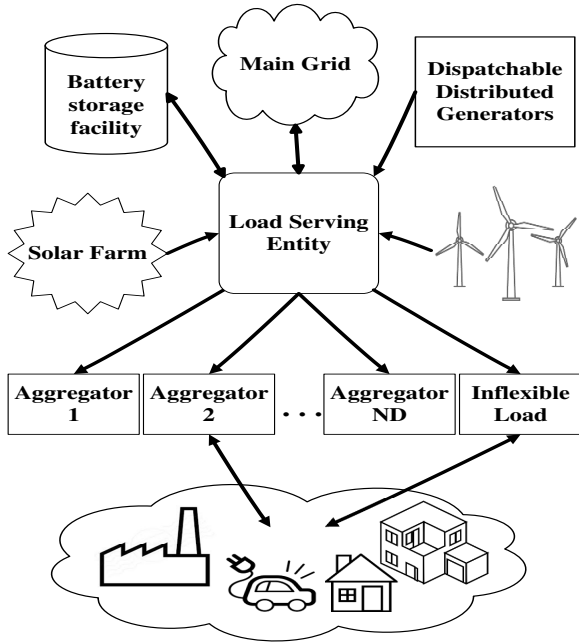 Battery
storage
facility
Main Grid
Dispatchable
Distributed
Generators
Solar Farm
Load Serving
Entity
Aggregator
1
Aggregator
2
. . .
Aggregator
ND
Inflexible
Load